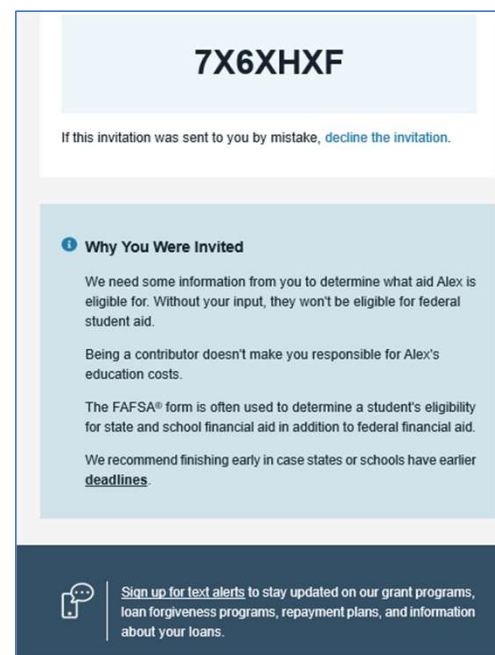 7X6XHXF
If this invitation was sent to you by mistake, decline the invitation.
Why You Were Invited
We need some information from you to determine what aid Alex is
eligible for. Without your input, they won't be eligible for federal
student aid.
Being a contributor doesn't make you responsible for Alex's
education costs.
The FAFSA® form is often used to determine a student's eligibility
for state and school financial aid in addition to federal financial aid.
We recommend finishing early in case states or schools have earlier
deadlines.
Sign up for text alerts to stay updated on our grant programs,
loan forgiveness programs, repayment plans, and information
about your loans.